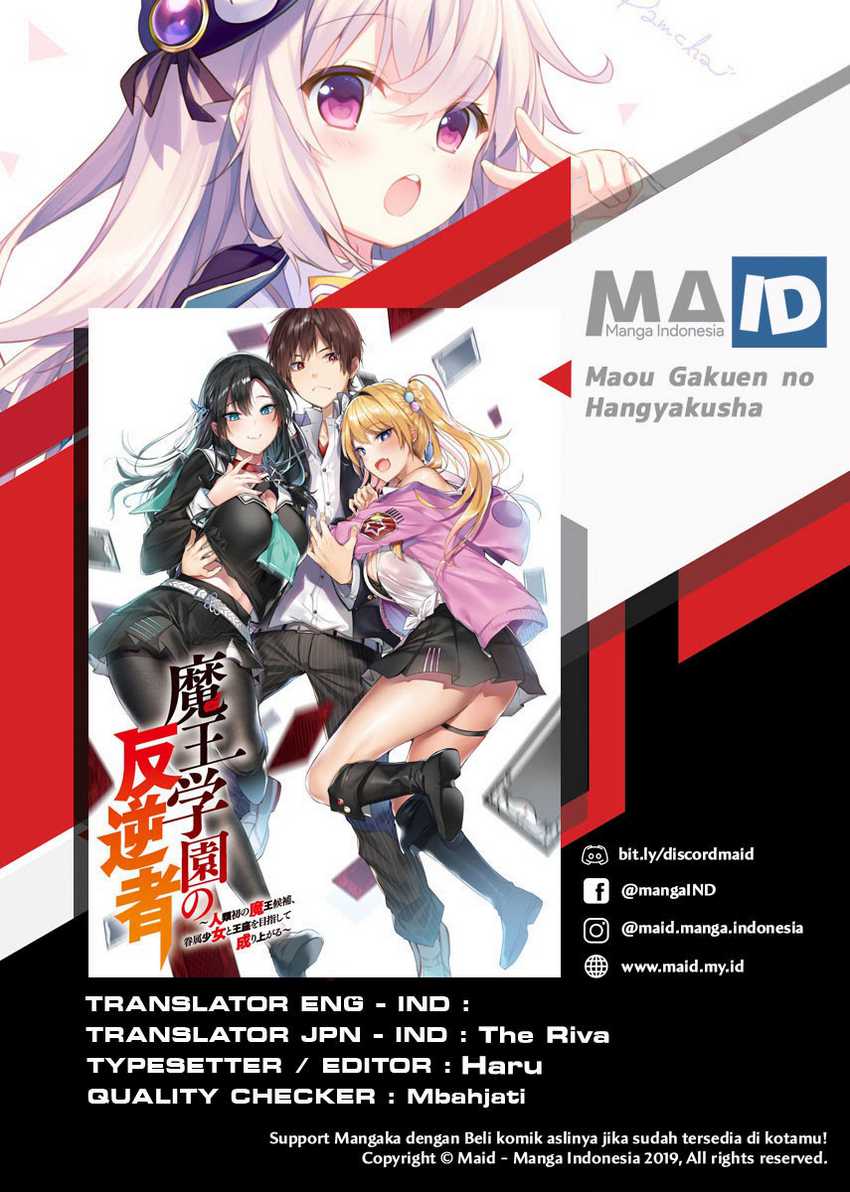 Pamcha
MA ID
Manga Indonesia
Maou Gakuen no
Hangyakusha
魔王学園の
反逆者
〜人類初の魔王候補、
眷属少女と王座を目指して
成り上がる〜
bit.ly/discordmaid
@mangaIND
@maid.manga.indonesia
www.maid.my.id
TRANSLATOR ENG - IND :
TRANSLATOR JPN - IND : The Riva
TYPESETTER / EDITOR : Haru
QUALITY CHECKER : Mbahjati
Support Mangaka dengan Beli komik aslinya jika sudah tersedia di kotamu!
Copyright © Maid - Manga Indonesia 2019, All rights reserved.